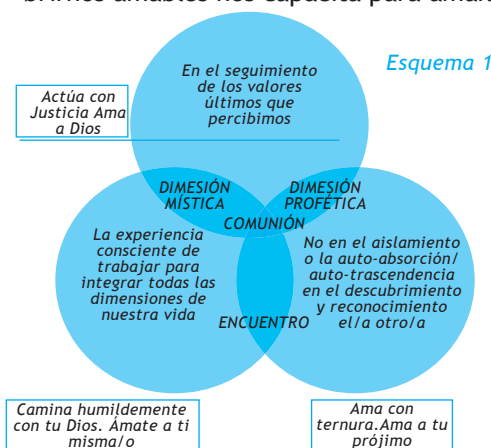 Esquema 1
En el seguimiento
de los valores
últimos que
percibimos
Actúa con
Justicia Ama
a Dios
DIMESIÓN
MÍSTICA
DIMESIÓN
PROFÉTICA
COMUNIÓN
La experiencia
consciente de
trabajar para
integrar todas las
dimensiones de
nuestra vida
No en el aislamiento
o la auto-absorción/
auto-trascendencia
en el descubrimiento
y reconocimiento
el/a otro/a
ENCUENTRO
Camina humildemente
con tu Dios. Ámate a ti
misma/o
Ama con
ternura.Ama a tu
prójimo